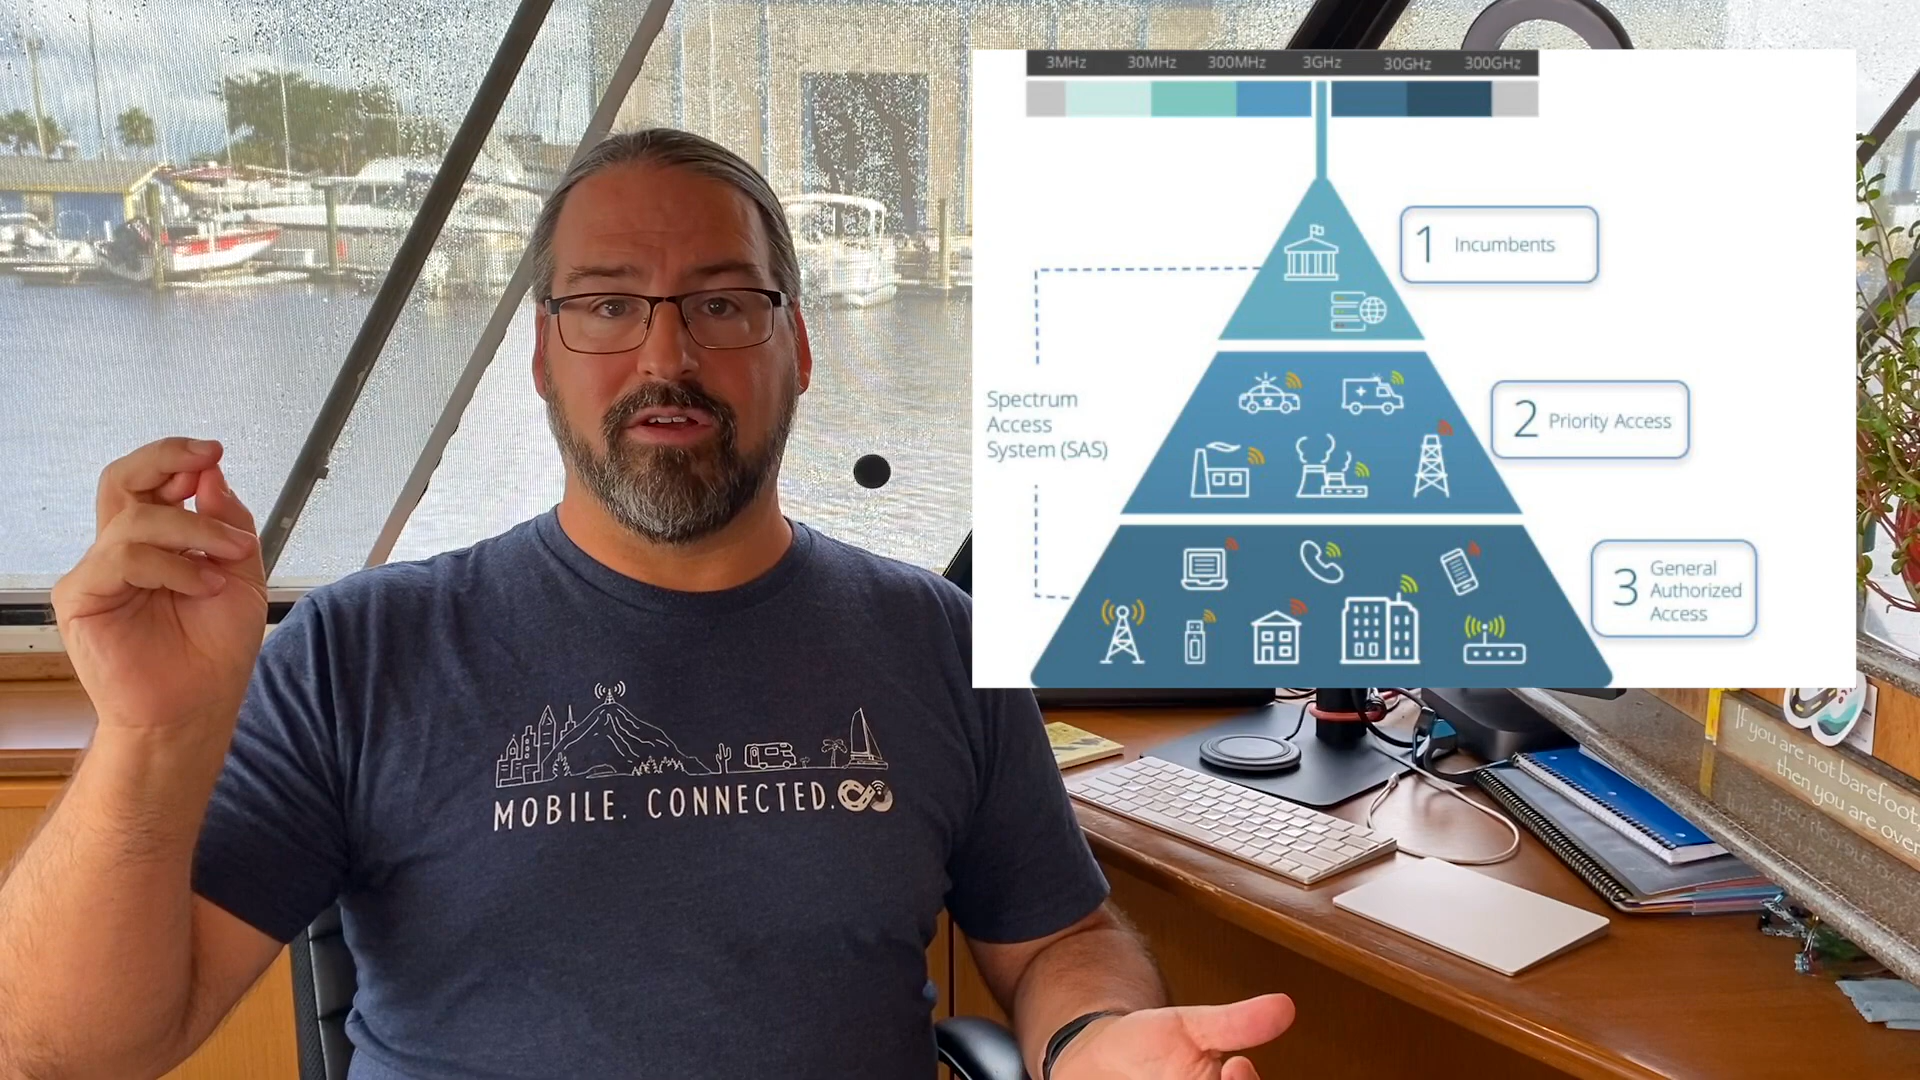 3MHz 30MHz 300MHz 3GHz 30GHz 300GHz
1 Incumbents
Spectrum
Access
System (SAS)
2 Priority Access
3 General
Authorized
Access
MOBILE. CONNECTED.
If you are not barefoot,
then you are over